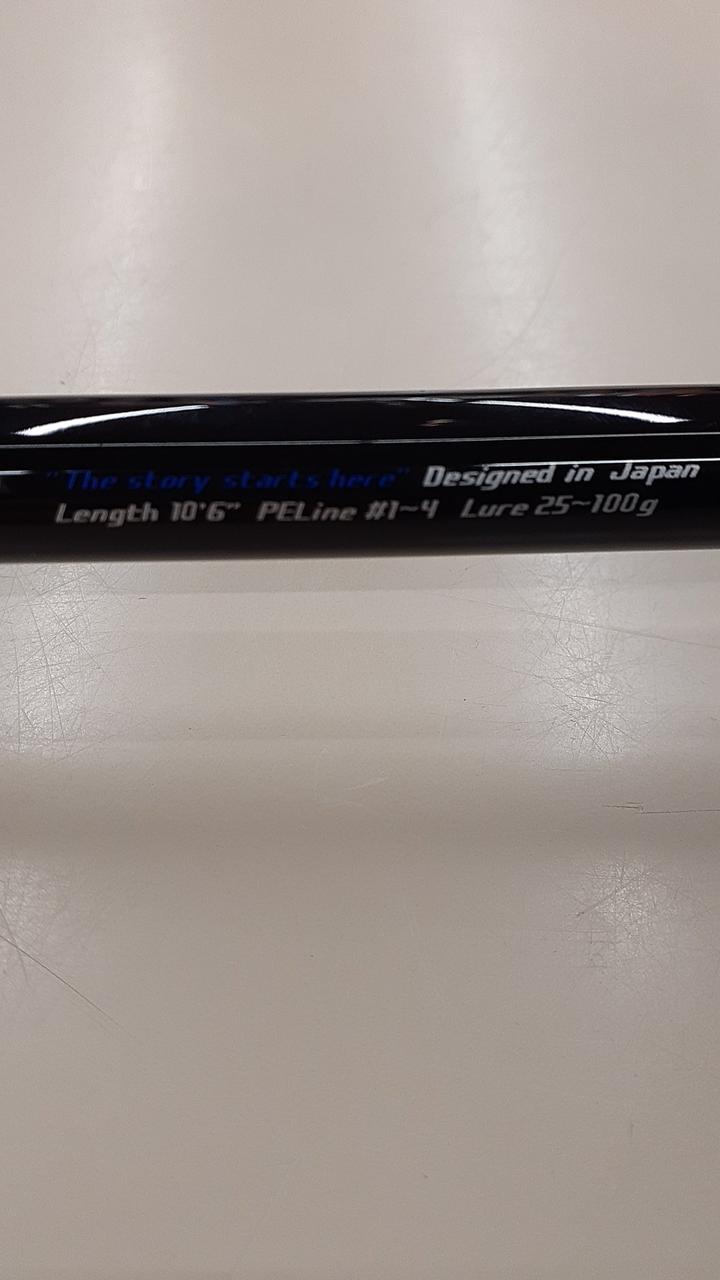 "The story starts here" Designed in Japan
Length 10'6" PELine #1~4 Lure 25~100g